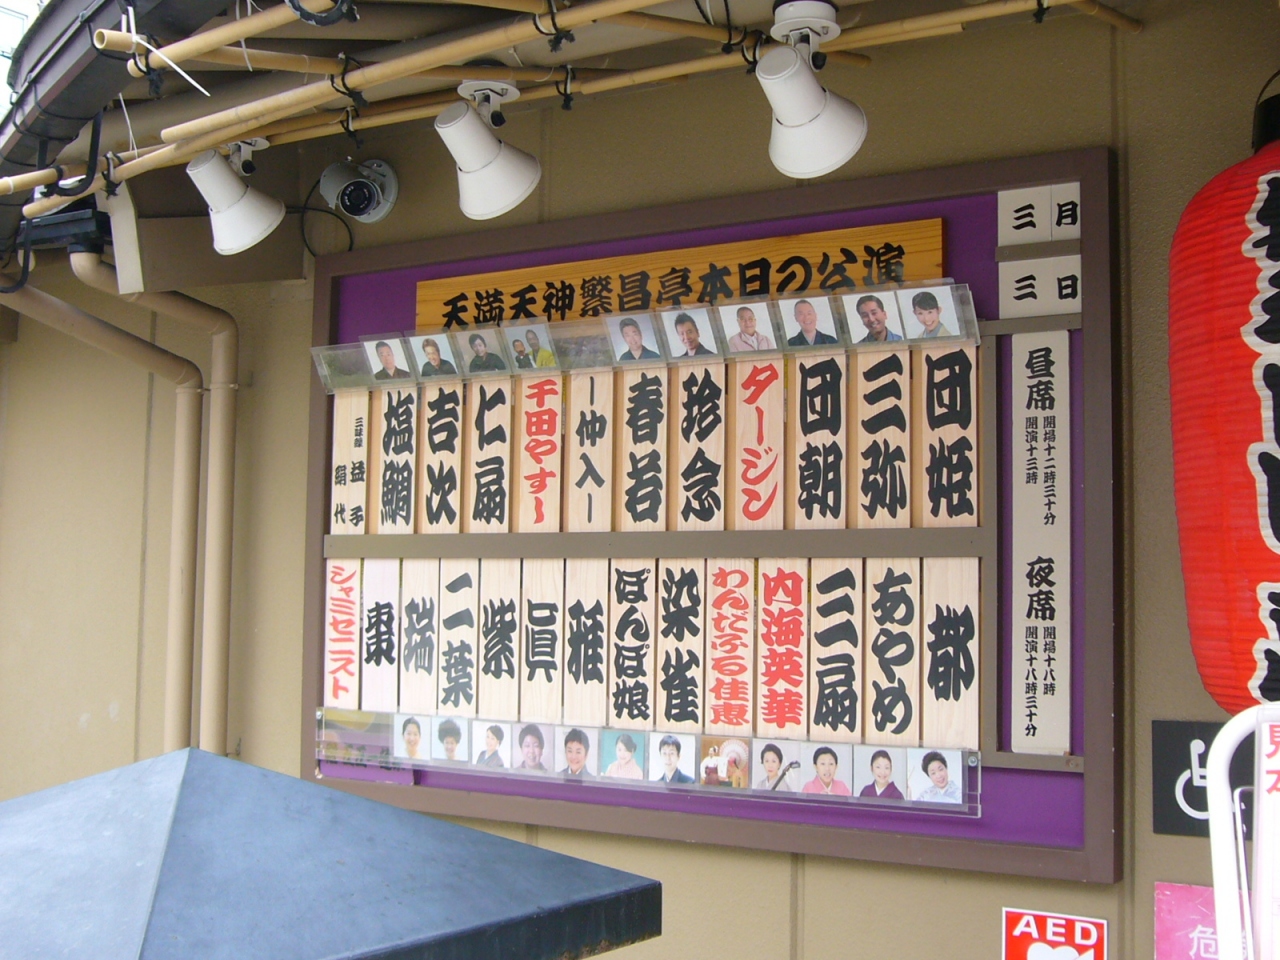 天満天神繁昌亭本日の公演
三月
三日
昼席 開場十二時三十分 開演十三時
夜席 開場十八時 開演十八時三十分
団姫
三弥
団朝
タージン
珍念
春若
ー仲入ー
千田やすし
仁扇
吉次
塩鯛
三味線 益子 絹代
都
あやめ
三二扇
内海英華
わんだふる佳恵
染雀
ぽんぽ娘
雅
眞
紫
二葉
瑞
棗
シャミセニスト
AED
危
見本